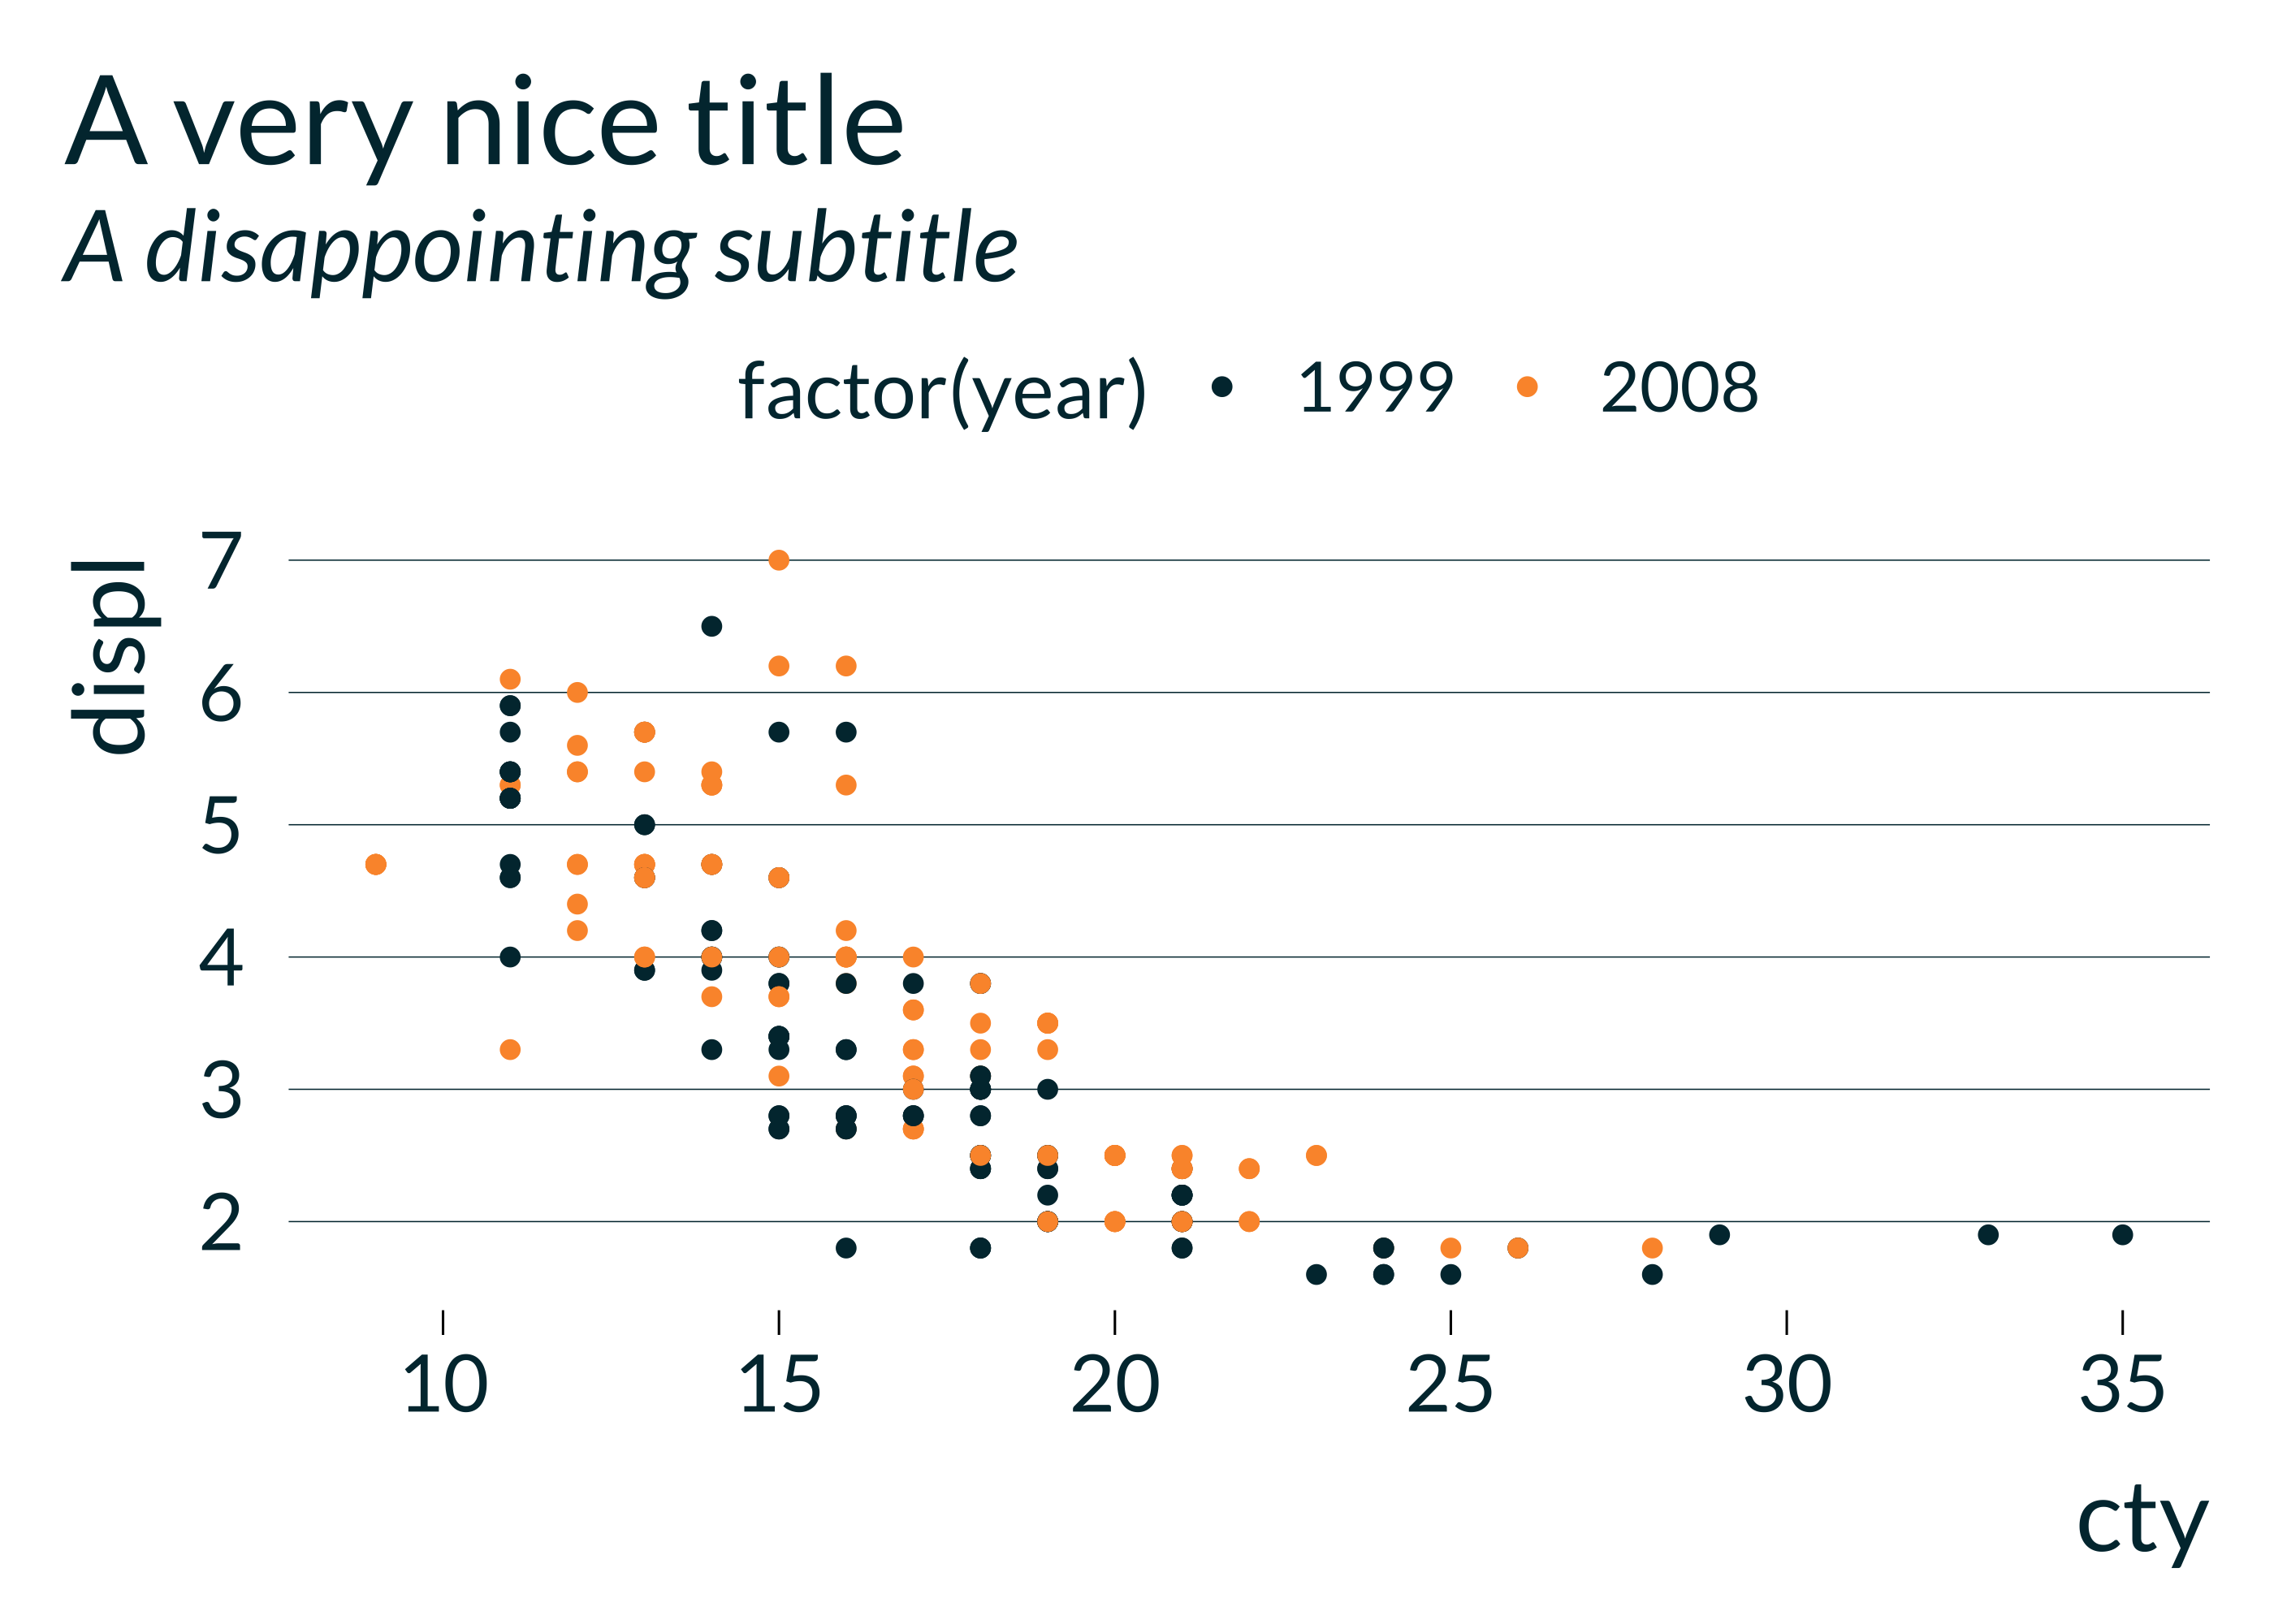 A very nice title
A disappointing subtitle
factor(year) 1999 2008
displ
7
6
5
4
3
2
10 15 20 25 30 35
cty